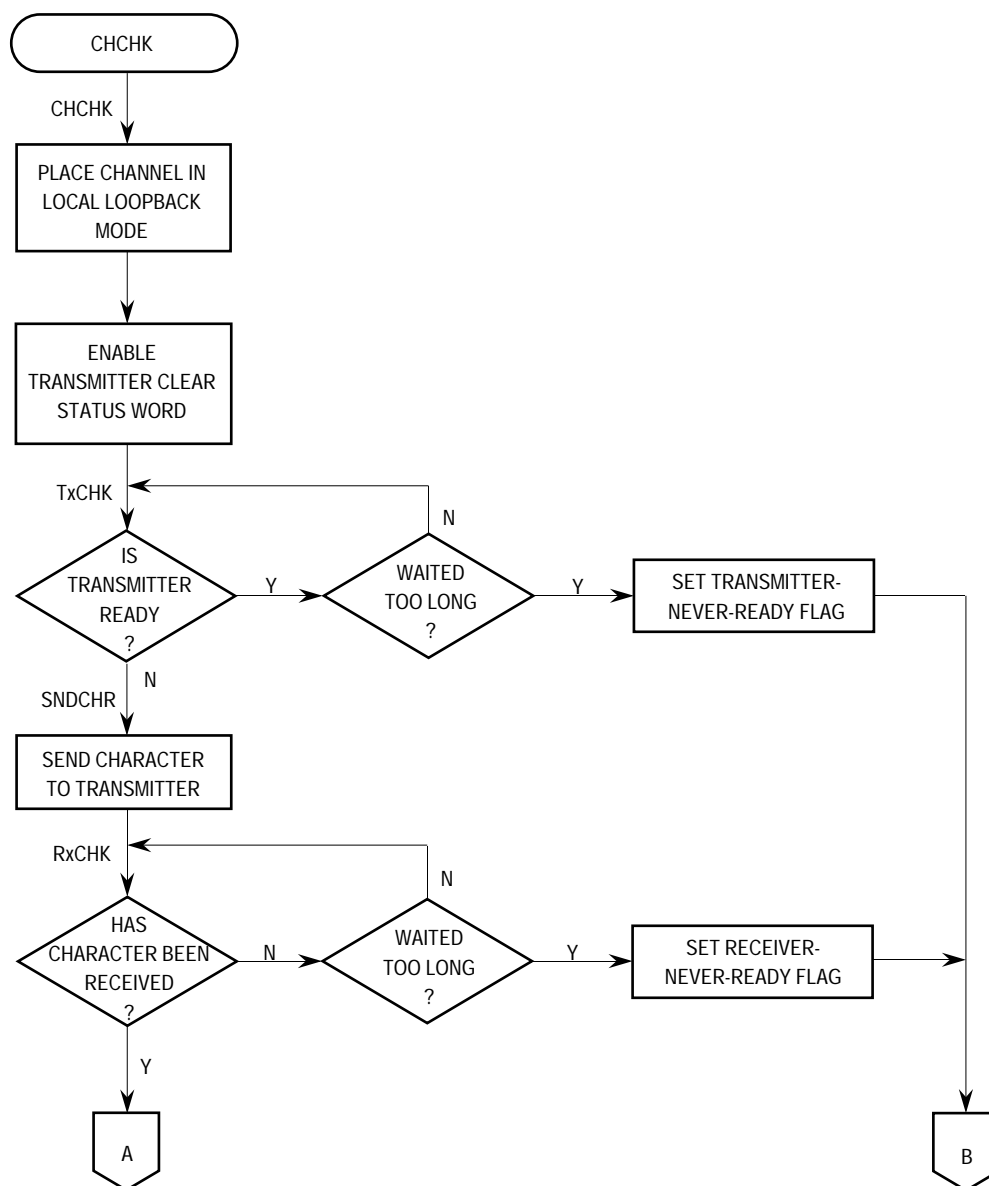 CHCHK
CHCHK
PLACE CHANNEL IN
LOCAL LOOPBACK
MODE
ENABLE
TRANSMITTER CLEAR
STATUS WORD
TxCHK
N
IS
TRANSMITTER
READY
?
Y
WAITED
TOO LONG
?
Y
SET TRANSMITTER-
NEVER-READY FLAG
N
SNDCHR
SEND CHARACTER
TO TRANSMITTER
RxCHK
N
HAS
CHARACTER BEEN
RECEIVED
?
N
WAITED
TOO LONG
?
Y
SET RECEIVER-
NEVER-READY FLAG
Y
A
B